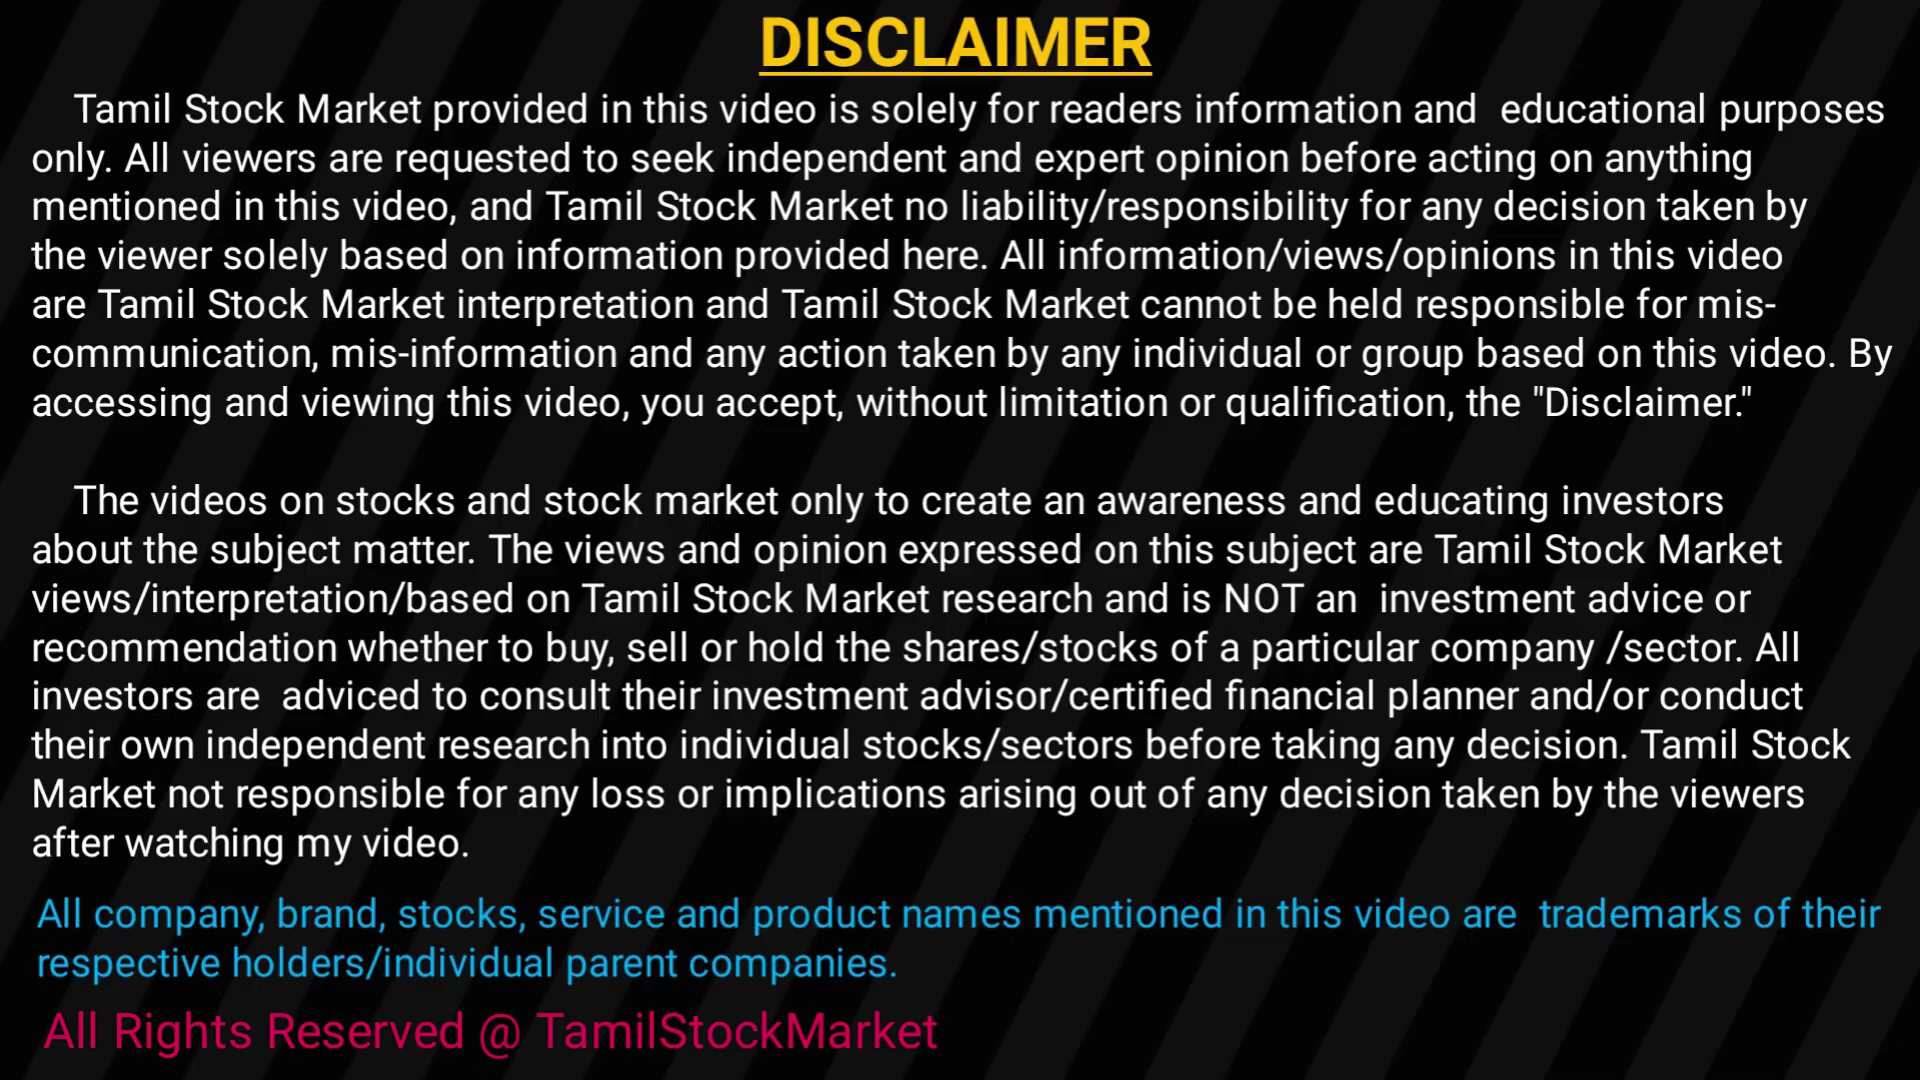 DISCLAIMER
Tamil Stock Market provided in this video is solely for readers information and  educational purposes
only. All viewers are requested to seek independent and expert opinion before acting on anything
mentioned in this video, and Tamil Stock Market no liability/responsibility for any decision taken by
the viewer solely based on information provided here. All information/views/opinions in this video
are Tamil Stock Market interpretation and Tamil Stock Market cannot be held responsible for mis-
communication, mis-information and any action taken by any individual or group based on this video. By
accessing and viewing this video, you accept, without limitation or qualification, the "Disclaimer."
The videos on stocks and stock market only to create an awareness and educating investors
about the subject matter. The views and opinion expressed on this subject are Tamil Stock Market
views/interpretation/based on Tamil Stock Market research and is NOT an  investment advice or
recommendation whether to buy, sell or hold the shares/stocks of a particular company /sector. All
investors are  adviced to consult their investment advisor/certified financial planner and/or conduct
their own independent research into individual stocks/sectors before taking any decision. Tamil Stock
Market not responsible for any loss or implications arising out of any decision taken by the viewers
after watching my video.
All company, brand, stocks, service and product names mentioned in this video are  trademarks of their
respective holders/individual parent companies.
All Rights Reserved @ TamilStockMarket